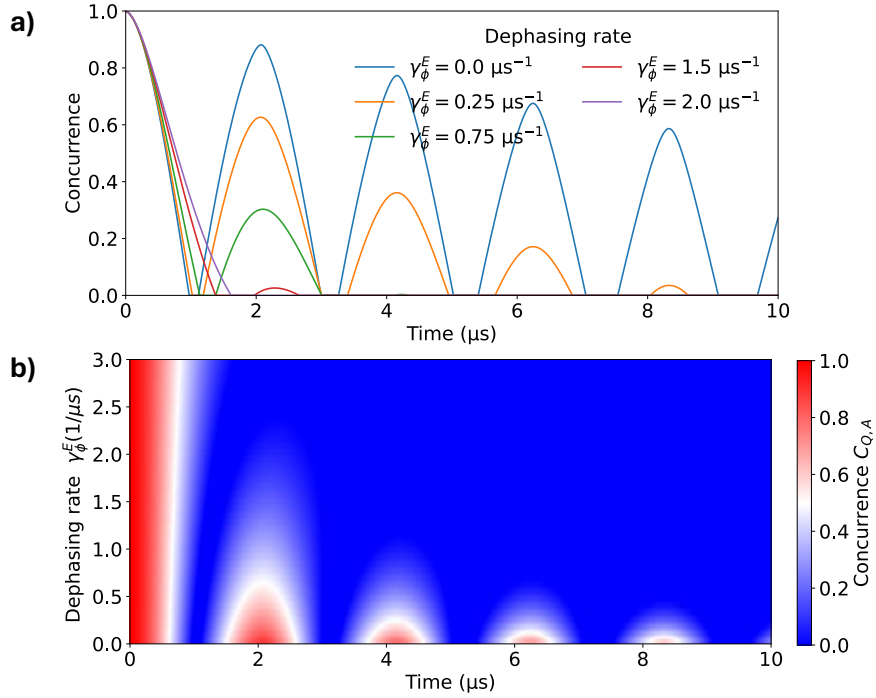 a)
Concurrence
1.0
0.8
0.6
0.4
0.2
0.0
Dephasing rate
γ_ϕ^E = 0.0 μs⁻¹
γ_ϕ^E = 0.25 μs⁻¹
γ_ϕ^E = 0.75 μs⁻¹
γ_ϕ^E = 1.5 μs⁻¹
γ_ϕ^E = 2.0 μs⁻¹
0 2 4 6 8 10
Time (μs)
b)
Dephasing rate γ_ϕ^E(1/μs)
3.0
2.5
2.0
1.5
1.0
0.5
0.0
0 2 4 6 8 10
Time (μs)
1.0
0.8
0.6
0.4
0.2
0.0
Concurrence C_{Q,A}